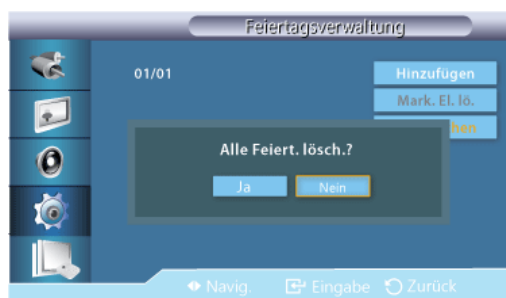 Feiertagsverwaltung
01/01
Hinzufügen
Mark. El. lö.
Alle Feiert. lösch.?
Ja
Nein
Navig.
Eingabe
Zurück